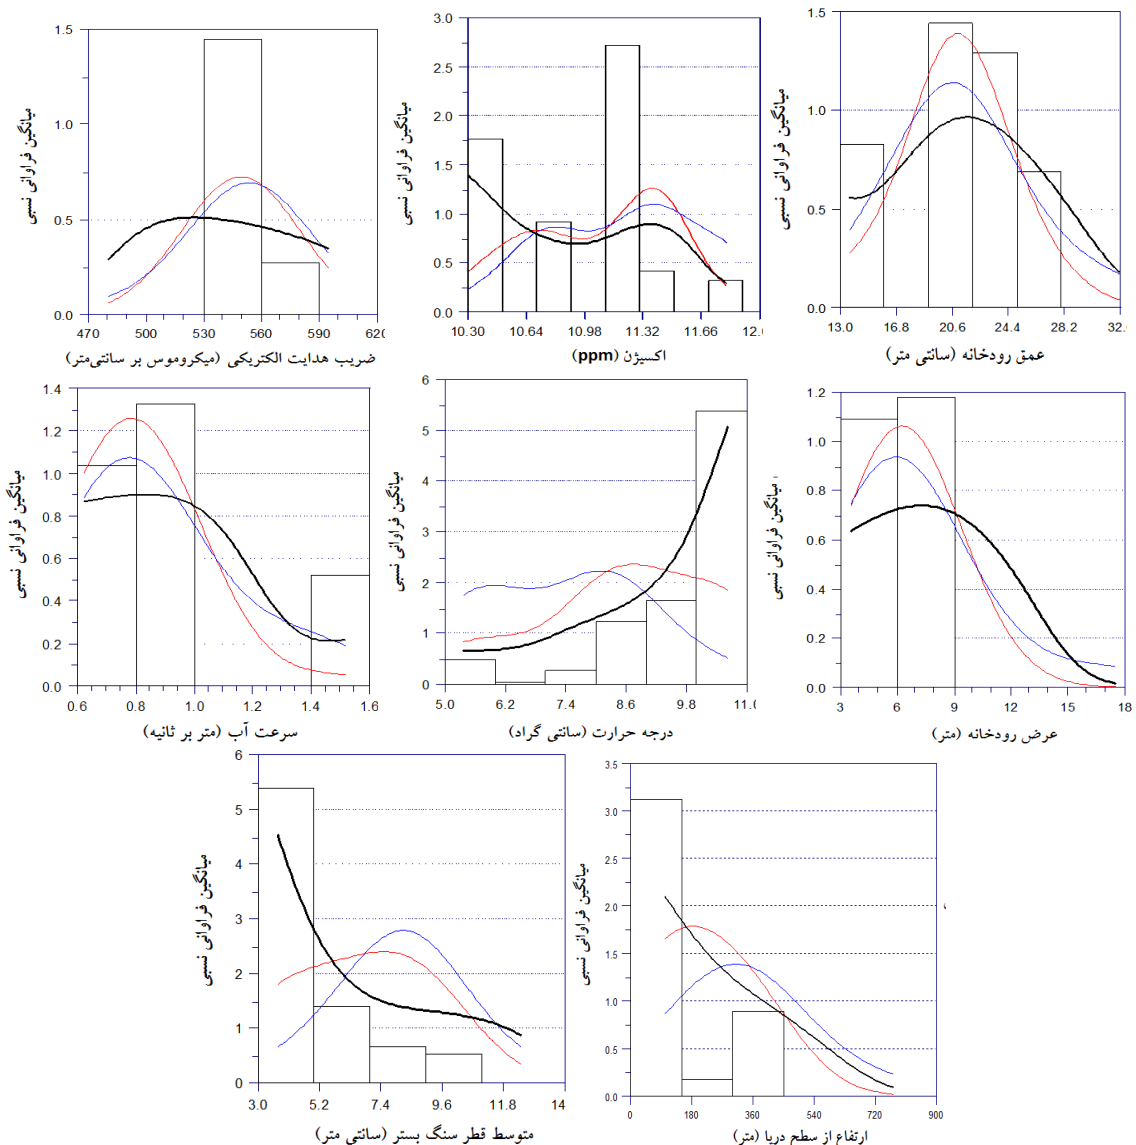 1.5
1.0
0.5
0.0
470 500 530 560 595 620
میانگین فراوانی نسبی
ضریب هدایت الکتریکی (میکروموس بر سانتی‌متر)
3.0
2.5
2.0
1.5
1.0
0.5
0.0
10.30 10.64 10.98 11.32 11.66 12.0
میانگین فراوانی نسبی
اکسیژن (ppm)
1.5
1.0
0.5
0.0
13.0 16.8 20.6 24.4 28.2 32.0
میانگین فراوانی نسبی
عمق رودخانه (سانتی متر)
1.4
1.2
1.0
0.8
0.6
0.4
0.2
0.0
0.6 0.8 1.0 1.2 1.4 1.6
میانگین فراوانی نسبی
سرعت آب (متر بر ثانیه)
6
5
4
3
2
1
0
5.0 6.2 7.4 8.6 9.8 11.0
میانگین فراوانی نسبی
درجه حرارت (سانتی گراد)
1.2
1.0
0.8
0.6
0.4
0.2
0.0
3 6 9 12 15 18
میانگین فراوانی نسبی
عرض رودخانه (متر)
6
5
4
3
2
1
0
3.0 5.2 7.4 9.6 11.8 14
میانگین فراوانی نسبی
متوسط قطر سنگ بستر (سانتی متر)
3.5
3.0
2.5
2.0
1.5
1.0
0.5
0.0
0 180 360 540 720 900
میانگین فراوانی نسبی
ارتفاع از سطح دریا (متر)